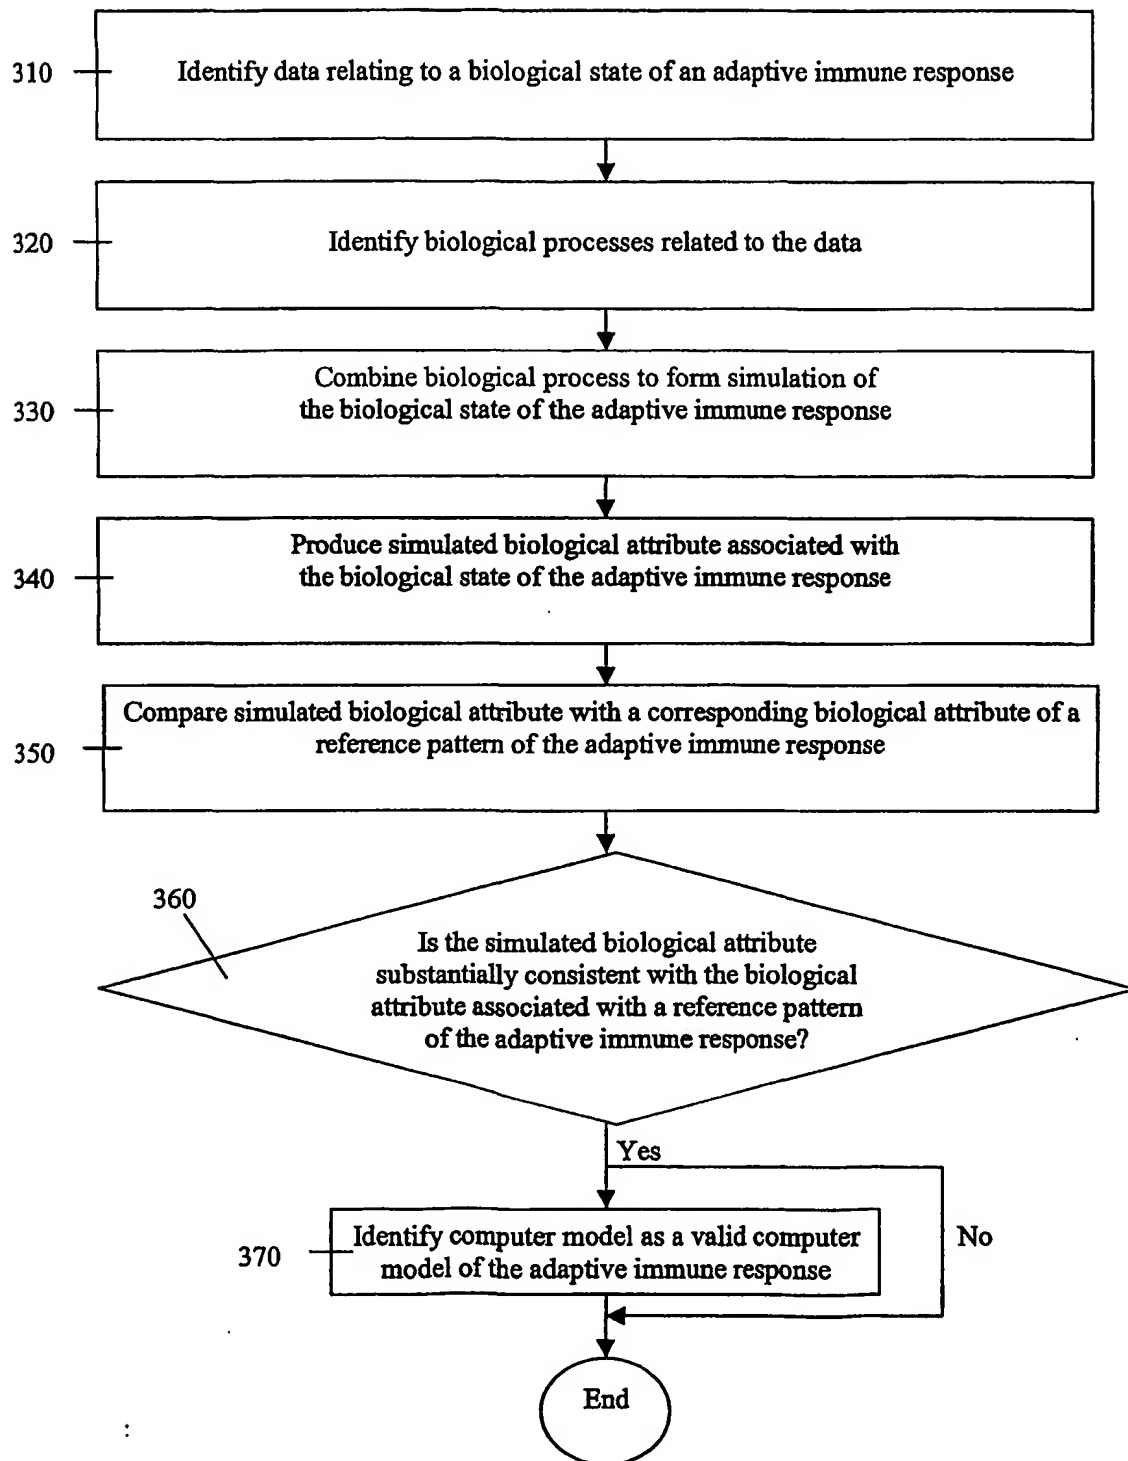 310
Identify data relating to a biological state of an adaptive immune response
320
Identify biological processes related to the data
330
Combine biological process to form simulation of
the biological state of the adaptive immune response
340
Produce simulated biological attribute associated with
the biological state of the adaptive immune response
350
Compare simulated biological attribute with a corresponding biological attribute of a
reference pattern of the adaptive immune response
360
Is the simulated biological attribute
substantially consistent with the biological
attribute associated with a reference pattern
of the adaptive immune response?
Yes
No
370
Identify computer model as a valid computer
model of the adaptive immune response
End